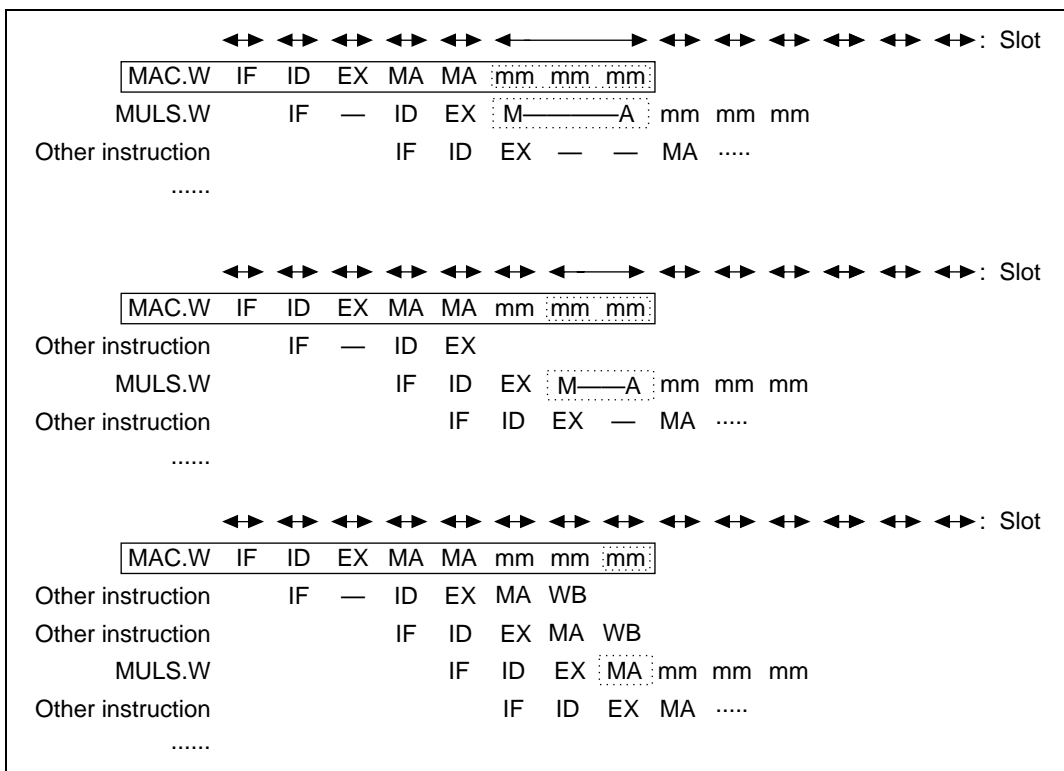 : Slot
MAC.W IF ID EX MA MA mm mm mm
MULS.W IF — ID EX M————A mm mm mm
Other instruction IF ID EX — — MA .....
......
: Slot
MAC.W IF ID EX MA MA mm mm mm
Other instruction IF — ID EX
MULS.W IF ID EX M——A mm mm mm
Other instruction IF ID EX — MA .....
......
: Slot
MAC.W IF ID EX MA MA mm mm mm
Other instruction IF — ID EX MA WB
Other instruction IF ID EX MA WB
MULS.W IF ID EX MA mm mm mm
Other instruction IF ID EX MA .....
......